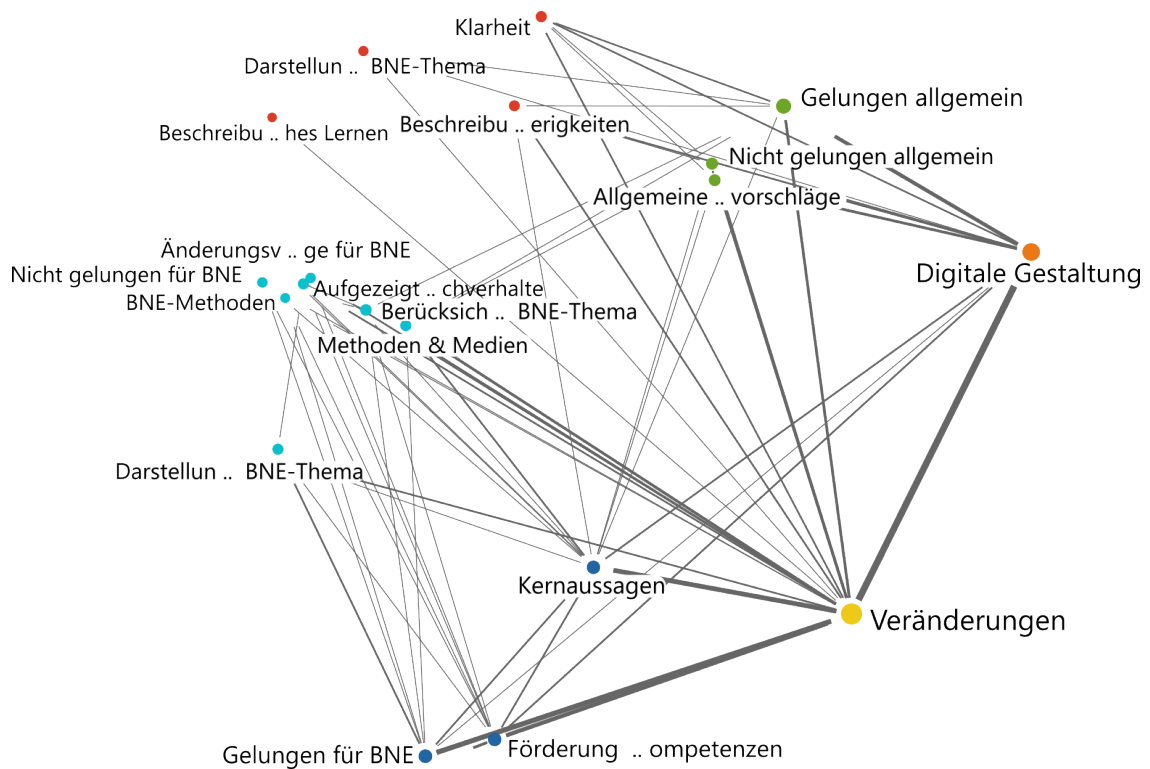 Klarheit
Darstellun ..  BNE-Thema
Gelungen allgemein
Beschreibu .. erigkeiten
Beschreibu .. hes Lernen
Nicht gelungen allgemein
Allgemeine .. vorschläge
Änderungsv .. ge für BNE
Nicht gelungen für BNE
Digitale Gestaltung
Aufgezeigt .. chverhalte
BNE-Methoden
Berücksich ..  BNE-Thema
Methoden & Medien
Darstellun ..  BNE-Thema
Kernaussagen
Veränderungen
Gelungen für BNE
Förderung  .. ompetenzen